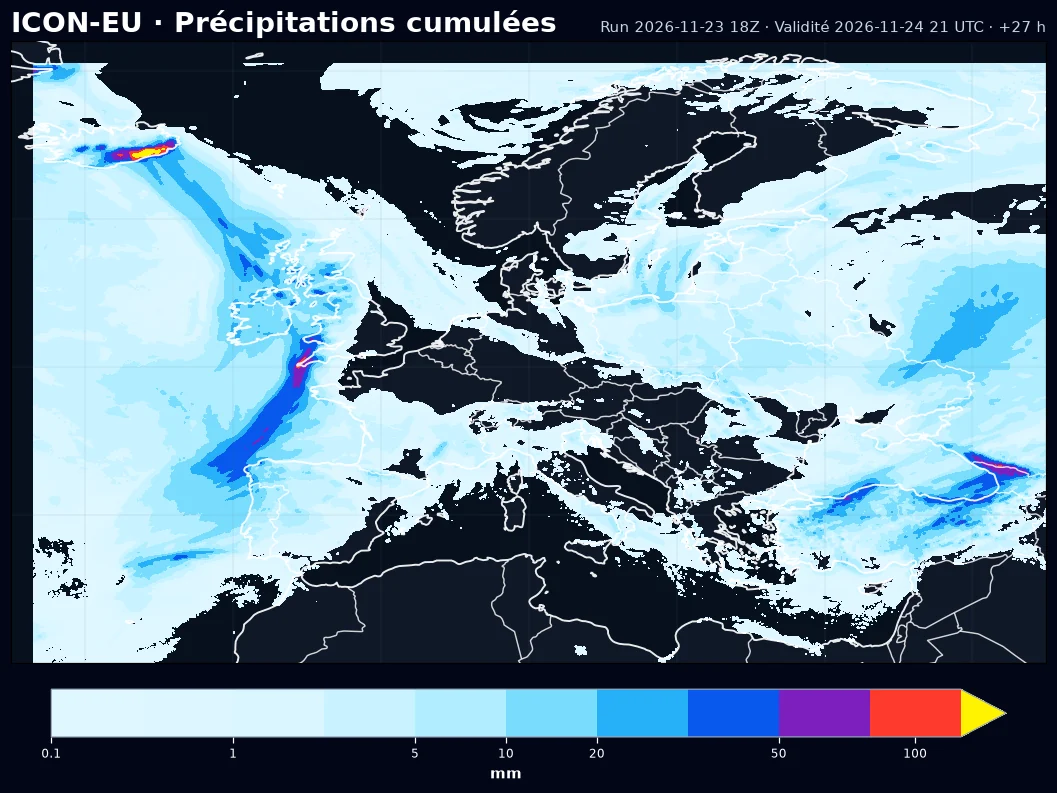 ICON-EU · Précipitations cumulées
Run 2026-11-23 18Z · Validité 2026-11-24 21 UTC · +27 h
0.1 1 5 10 20 50 100
mm